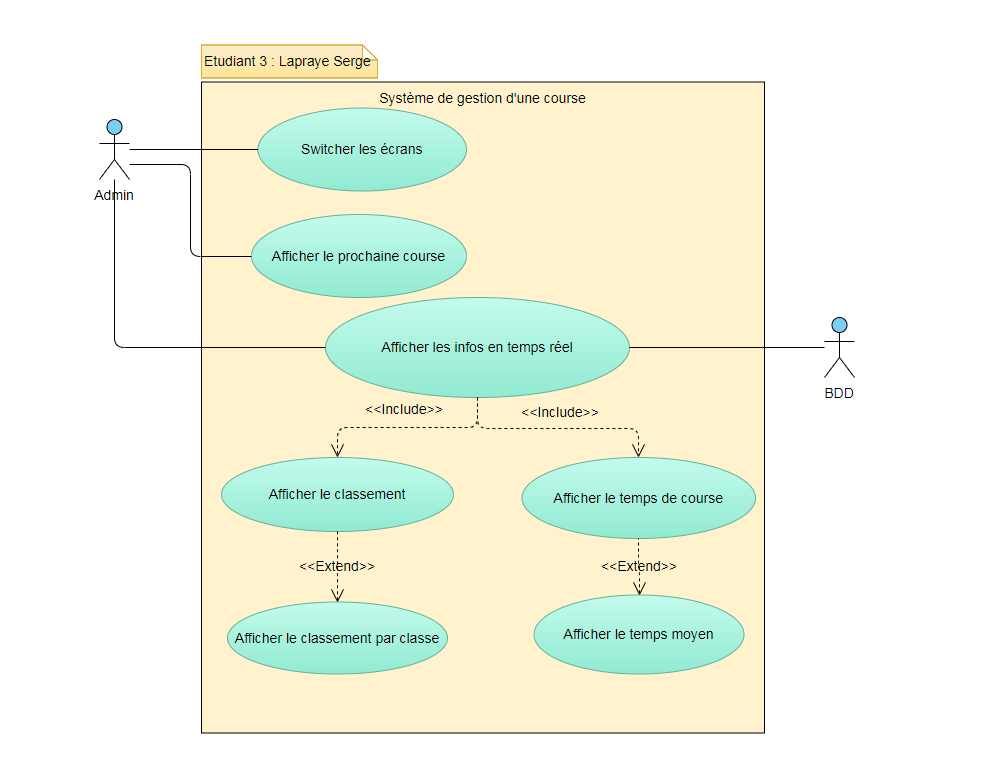 Etudiant 3 : Lapraye Serge
Système de gestion d'une course
Switcher les écrans
Admin
Afficher le prochaine course
Afficher les infos en temps réel
BDD
<<Include>>
<<Include>>
Afficher le classement
Afficher le temps de course
<<Extend>>
<<Extend>>
Afficher le classement par classe
Afficher le temps moyen